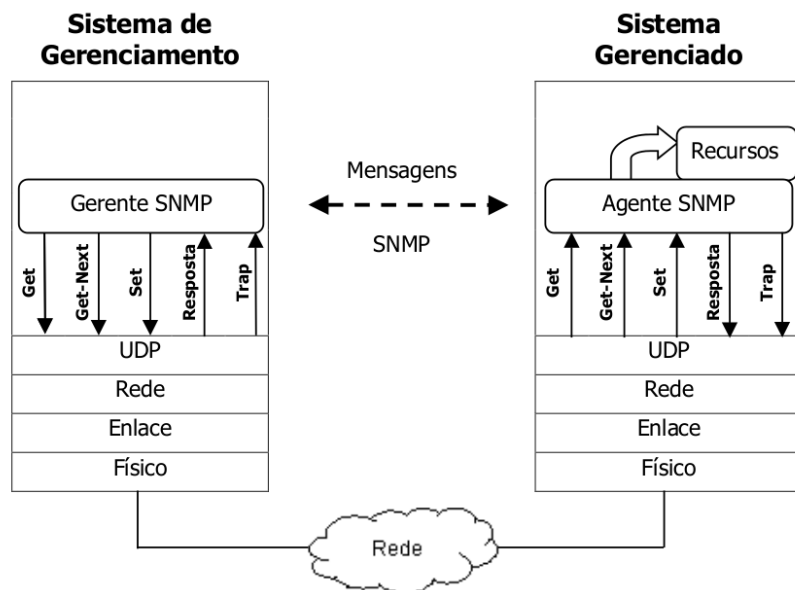 Sistema de
Gerenciamento
Sistema
Gerenciado
Mensagens
SNMP
Gerente SNMP
Get
Get-Next
Set
Resposta
Trap
UDP
Rede
Enlace
Físico
Recursos
Agente SNMP
Get
Get-Next
Set
Resposta
Trap
UDP
Rede
Enlace
Físico
Rede